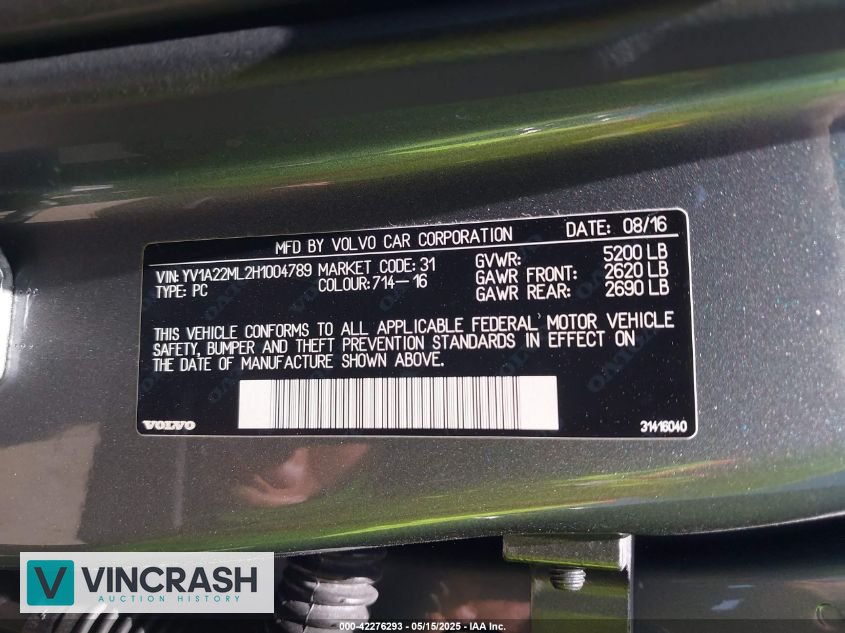 MFD BY VOLVO CAR CORPORATION DATE: 08/16
VIN: YV1A22ML2H1004789 MARKET CODE: 31 GVWR: 5200 LB
TYPE: PC COLOUR: 714-16 GAWR FRONT: 2620 LB
GAWR REAR: 2690 LB
THIS VEHICLE CONFORMS TO ALL APPLICABLE FEDERAL MOTOR VEHICLE
SAFETY, BUMPER AND THEFT PREVENTION STANDARDS IN EFFECT ON
THE DATE OF MANUFACTURE SHOWN ABOVE.
VOLVO 31416040
V VINCRASH
AUCTION HISTORY
000-42276293 - 05/15/2025 - IAA Inc.